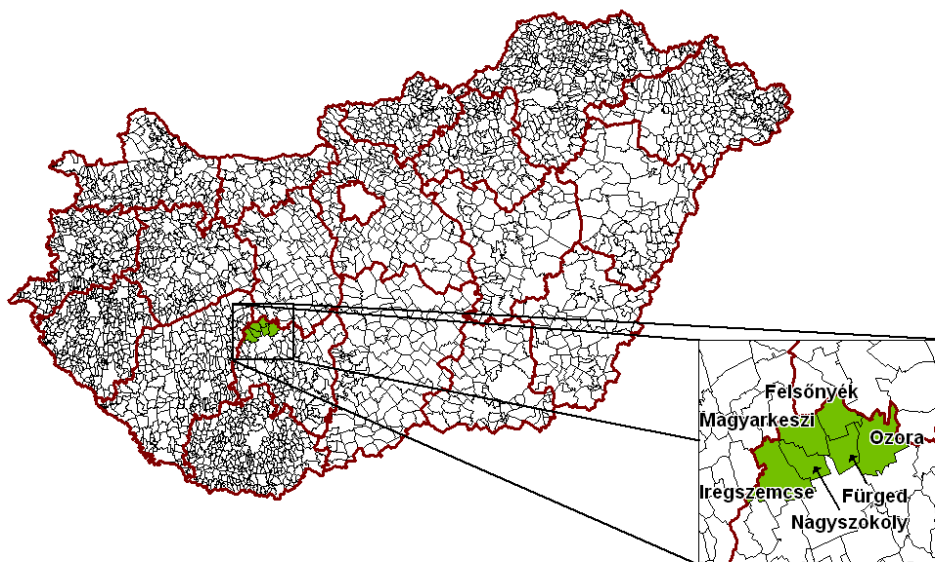 Felsőnyék
Magyarkeszi
Ozora
Iregszemcse
Fürged
Nagyszokoly